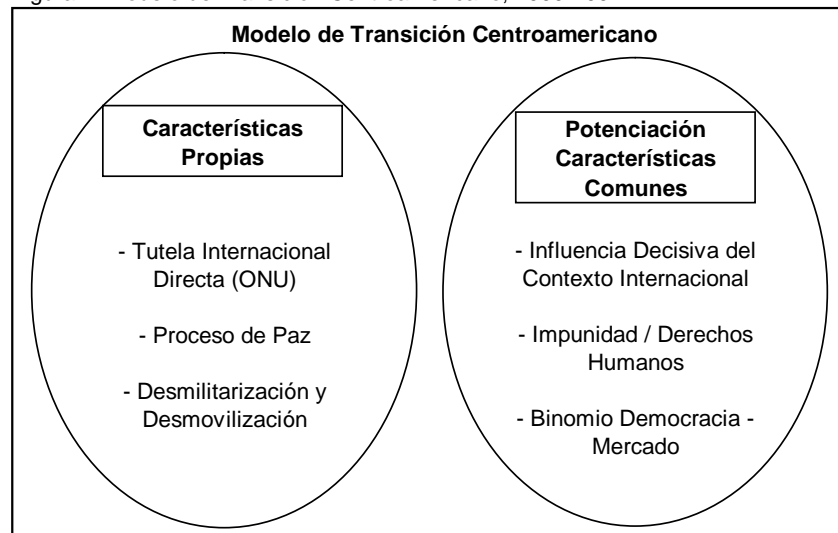 Modelo de Transición Centroamericano
Características
Propias
- Tutela Internacional
Directa (ONU)
- Proceso de Paz
- Desmilitarización y
Desmovilización
Potenciación
Características
Comunes
- Influencia Decisiva del
Contexto Internacional
- Impunidad / Derechos
Humanos
- Binomio Democracia -
Mercado